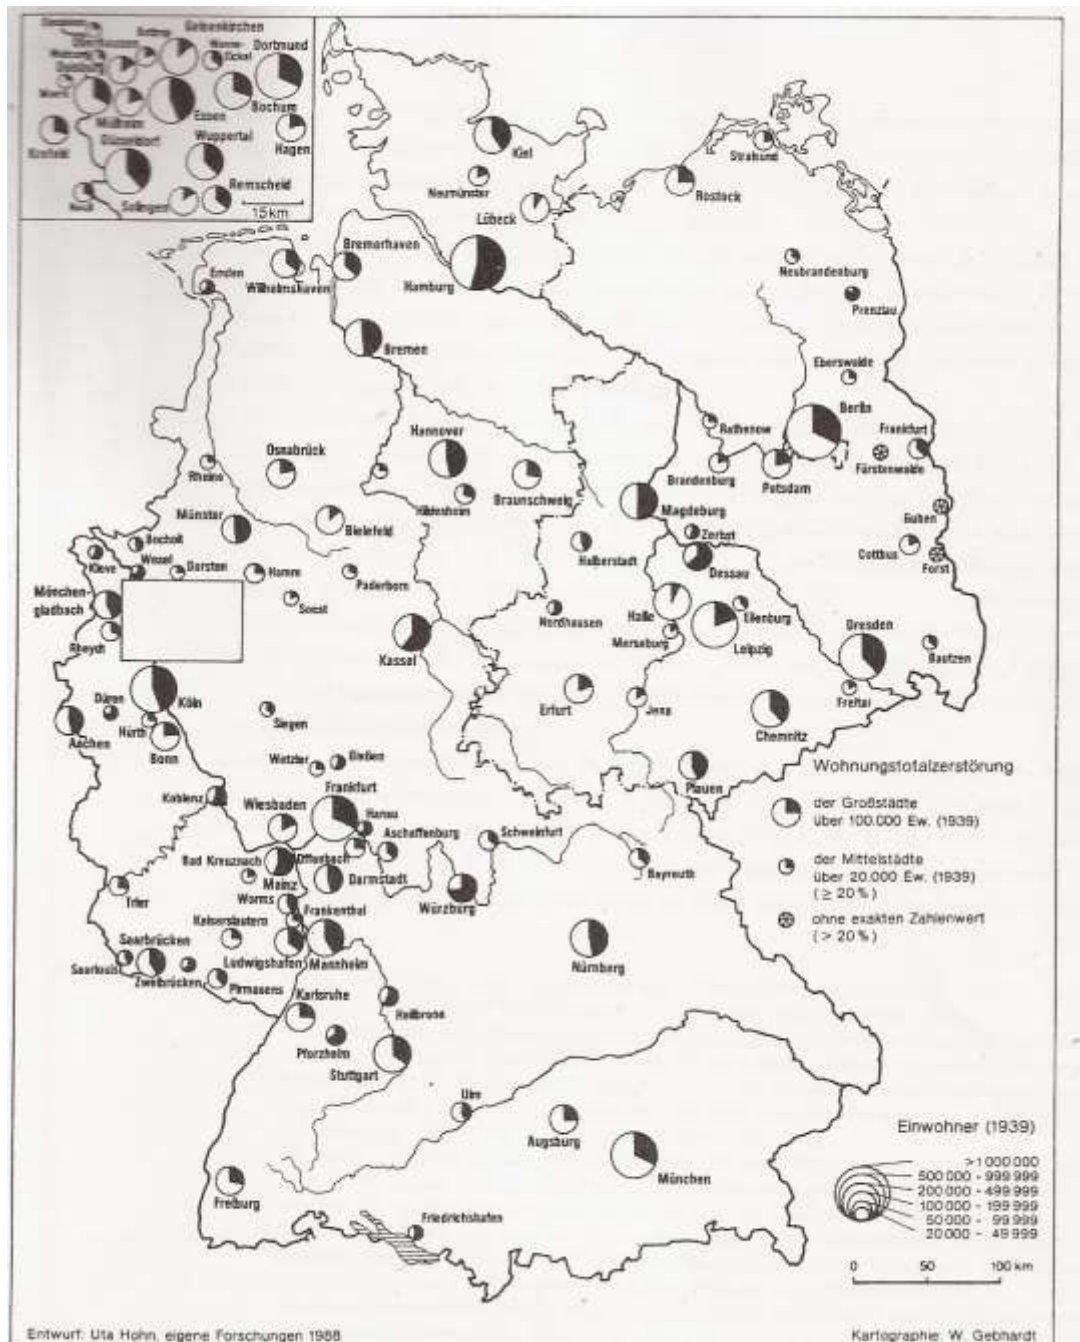 Gelsenkirchen
Dortmund
Oberhausen
Wanne-
Eickel
Duisburg
Essen
Bochum
Mülheim
Hagen
Krefeld
Düsseldorf
Wuppertal
Remscheid
Neuß
Solingen
15km
Kiel
Neumünster
Lübeck
Stralsund
Rostock
Bremerhaven
Emden
Wilhelmshaven
Hamburg
Neubrandenburg
Prenzlau
Bremen
Eberswalde
Berlin
Rathenow
Frankfurt
Hannover
Osnabrück
Rheine
Braunschweig
Brandenburg
Potsdam
Fürstenwalde
Hildesheim
Magdeburg
Guben
Münster
Bielefeld
Zerbst
Bocholt
Halberstadt
Cottbus
Kleve
Wesel
Dorsten
Hamm
Paderborn
Dessau
Forst
Mönchen-
gladbach
Soest
Nordhausen
Halle
Eilenburg
Dresden
Rheydt
Merseburg
Leipzig
Bautzen
Kassel
Köln
Düren
Siegen
Erfurt
Jena
Freital
Hürth
Aachen
Bonn
Chemnitz
Wetzlar
Gießen
Plauen
Wohnungstotalzerstörung
Koblenz
Wiesbaden
Frankfurt
Hanau
der Großstädte
über 100.000 Ew. (1939)
Aschaffenburg
Schweinfurt
Bad Kreuznach
Offenbach
Mainz
Darmstadt
Bayreuth
der Mittelstädte
über 20.000 Ew. (1939)
(≥ 20%)
Trier
Worms
Würzburg
Kaiserslautern
Frankenthal
ohne exakten Zahlenwert
(> 20%)
Saarbrücken
Saarlouis
Ludwigshafen
Mannheim
Nürnberg
Zweibrücken
Pirmasens
Karlsruhe
Heilbronn
Pforzheim
Stuttgart
Ulm
Augsburg
München
Einwohner (1939)
>1 000 000
500 000 - 999 999
200 000 - 499 999
100 000 - 199 999
50 000 - 99 999
20 000 - 49 999
Freiburg
Friedrichshafen
0 50 100 km
Entwurf: Uta Hohn, eigene Forschungen 1988
Kartographie: W. Gebhardt